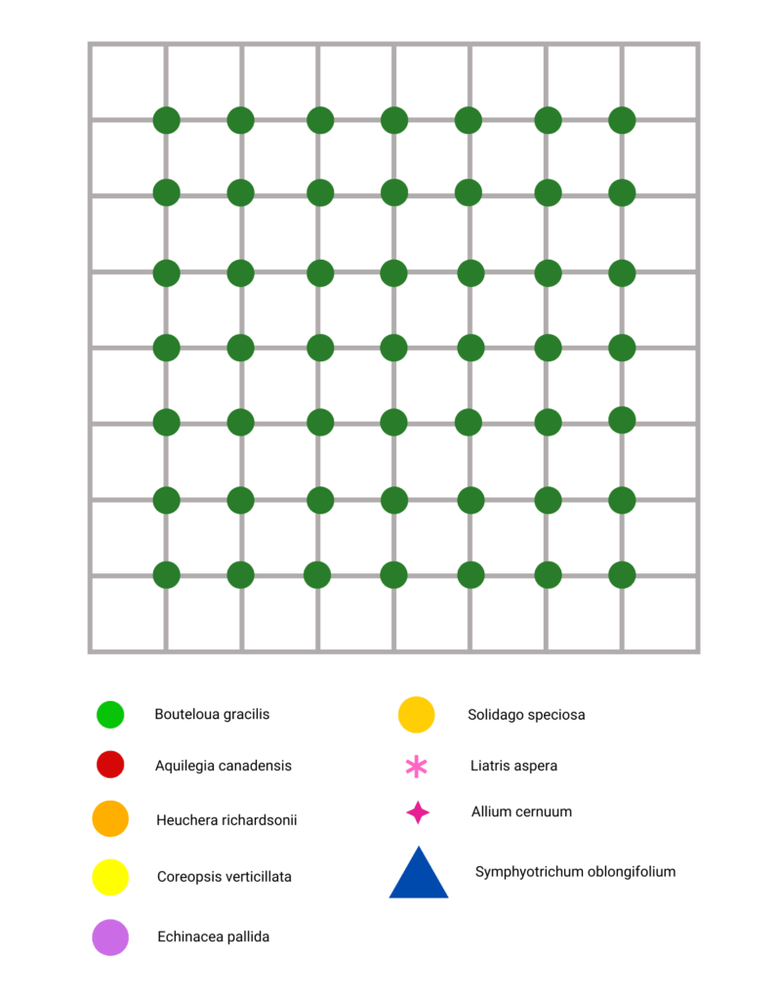 Bouteloua gracilis
Aquilegia canadensis
Heuchera richardsonii
Coreopsis verticillata
Echinacea pallida
Solidago speciosa
Liatris aspera
Allium cernuum
Symphyotrichum oblongifolium